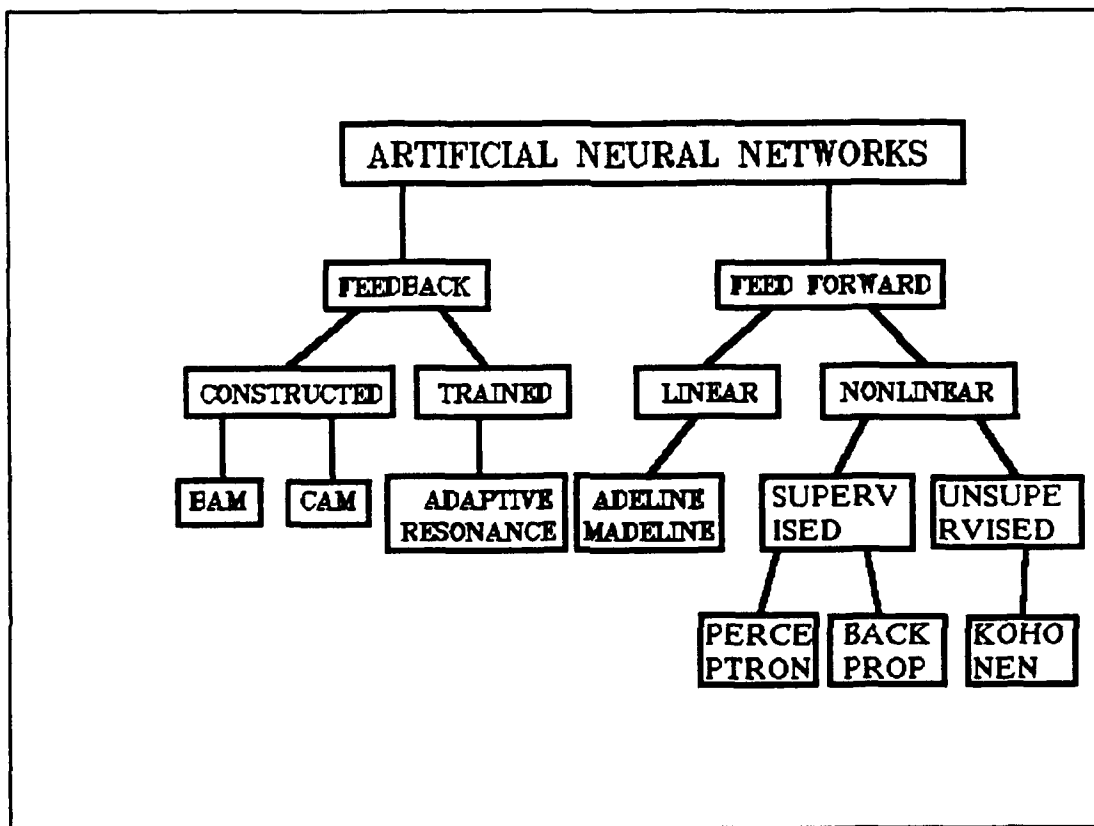 ARTIFICIAL NEURAL NETWORKS
FEEDBACK
FEED FORWARD
CONSTRUCTED
TRAINED
LINEAR
NONLINEAR
BAM
CAM
ADAPTIVE
RESONANCE
ADELINE
MADELINE
SUPERV
ISED
UNSUPE
RVISED
PERCE
PTRON
BACK
PROP
KOHO
NEN